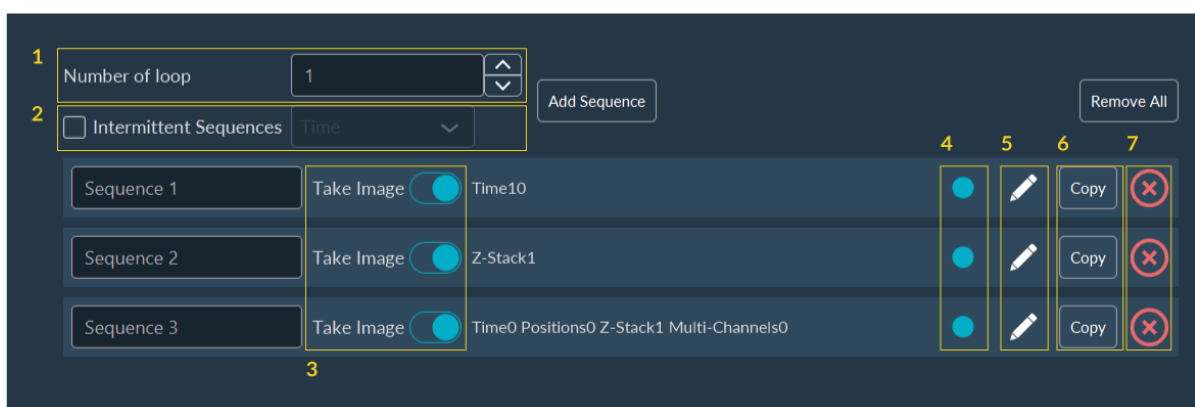 1
Number of loop 1
Add Sequence
Remove All
2
Intermittent Sequences Time
4 5 6 7
Sequence 1 Take Image Time10 Copy
Sequence 2 Take Image Z-Stack1 Copy
Sequence 3 Take Image Time0 Positions0 Z-Stack1 Multi-Channels0 Copy
3